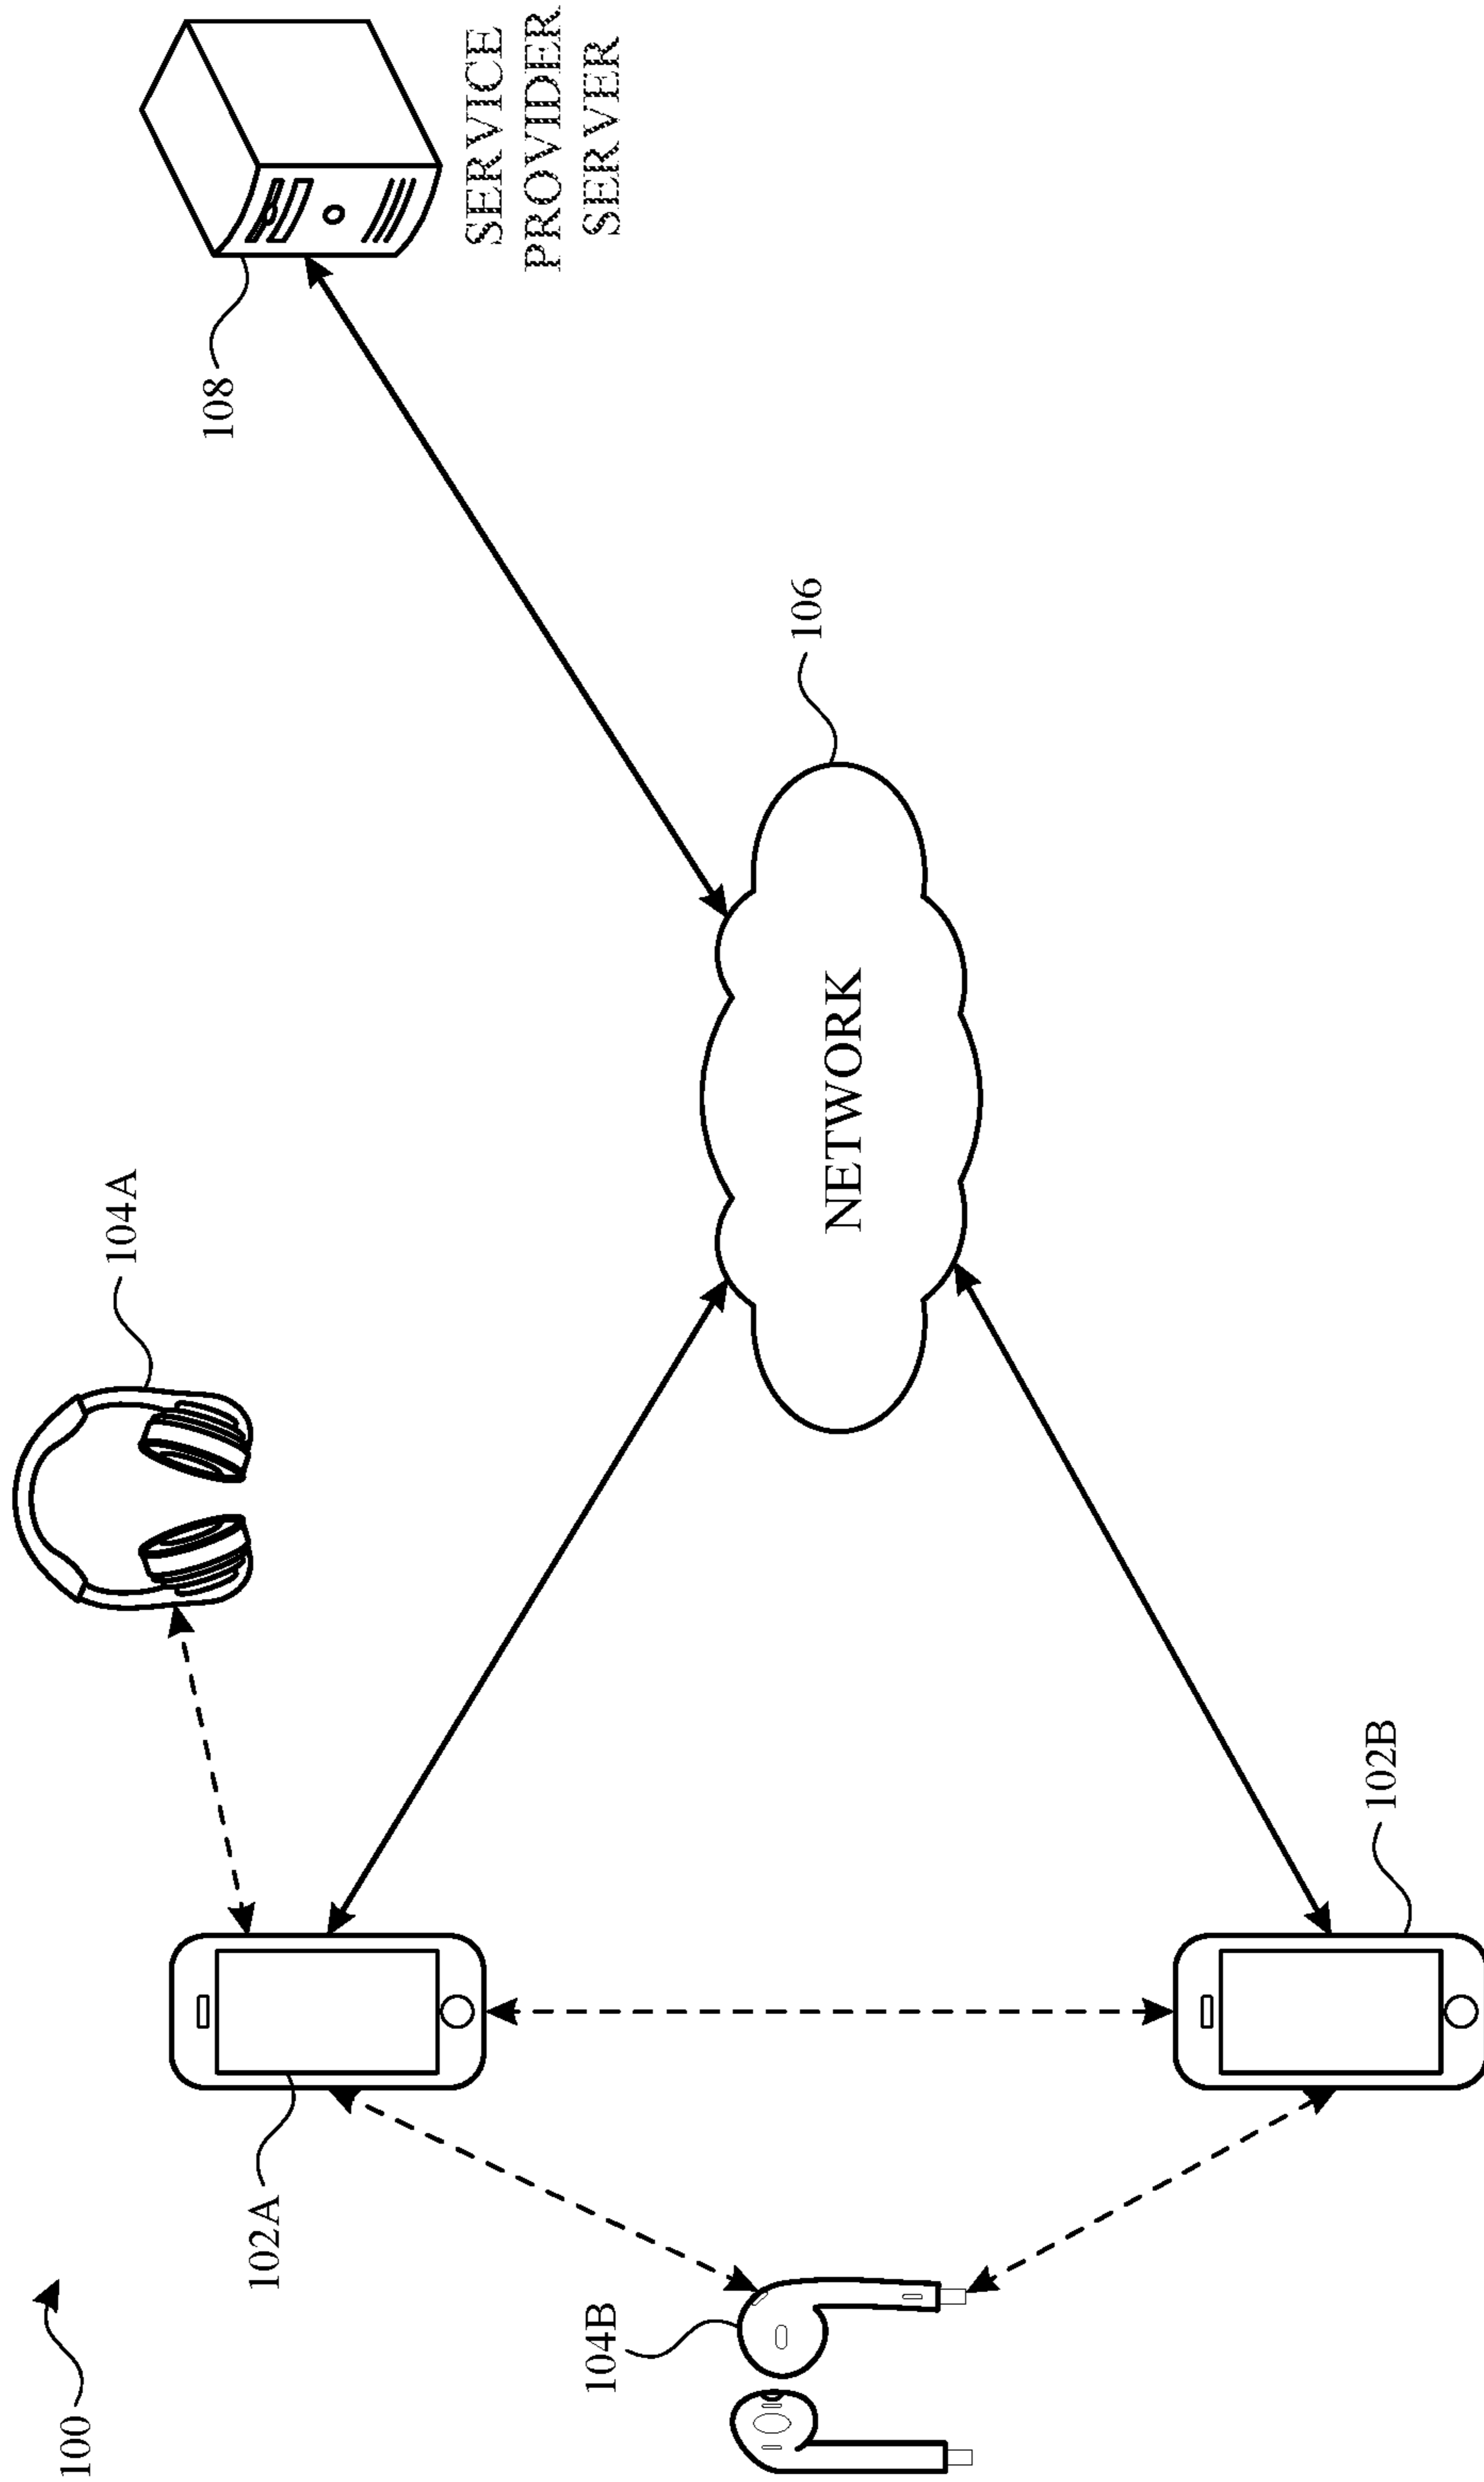 100
104A
108
SERVICE
PROVIDER
SERVER
102A
106
104B
NETWORK
102B